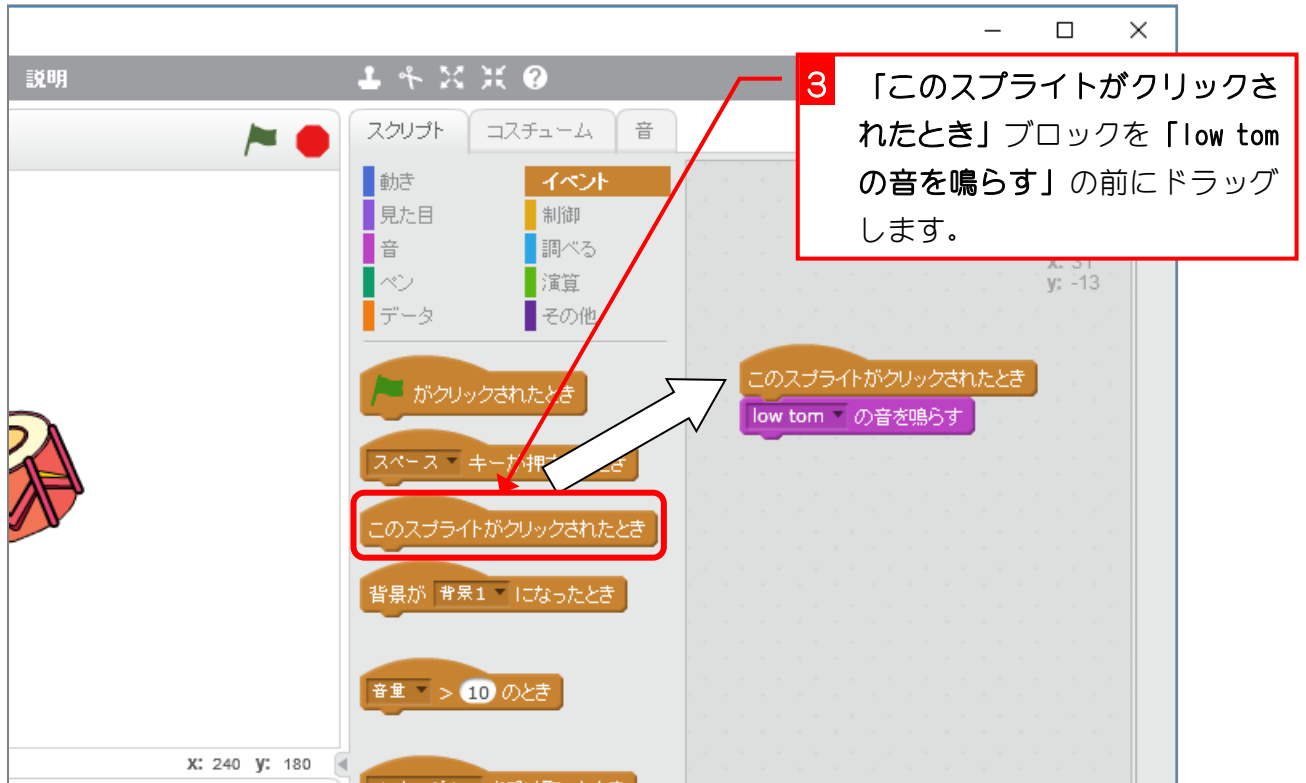 説明
3 「このスプライトがクリックさ
れたとき」ブロックを「low tom
の音を鳴らす」の前にドラッグ
します。
スクリプト コスチューム 音
動き イベント
見た目 制御
音 調べる
ペン 演算
データ その他
がクリックされたとき
スペース キーが押 とき
このスプライトがクリックされたとき
背景が 背景1 になったとき
音量 > 10 のとき
x: 31
y: -13
このスプライトがクリックされたとき
low tom の音を鳴らす
X: 240 y: 180